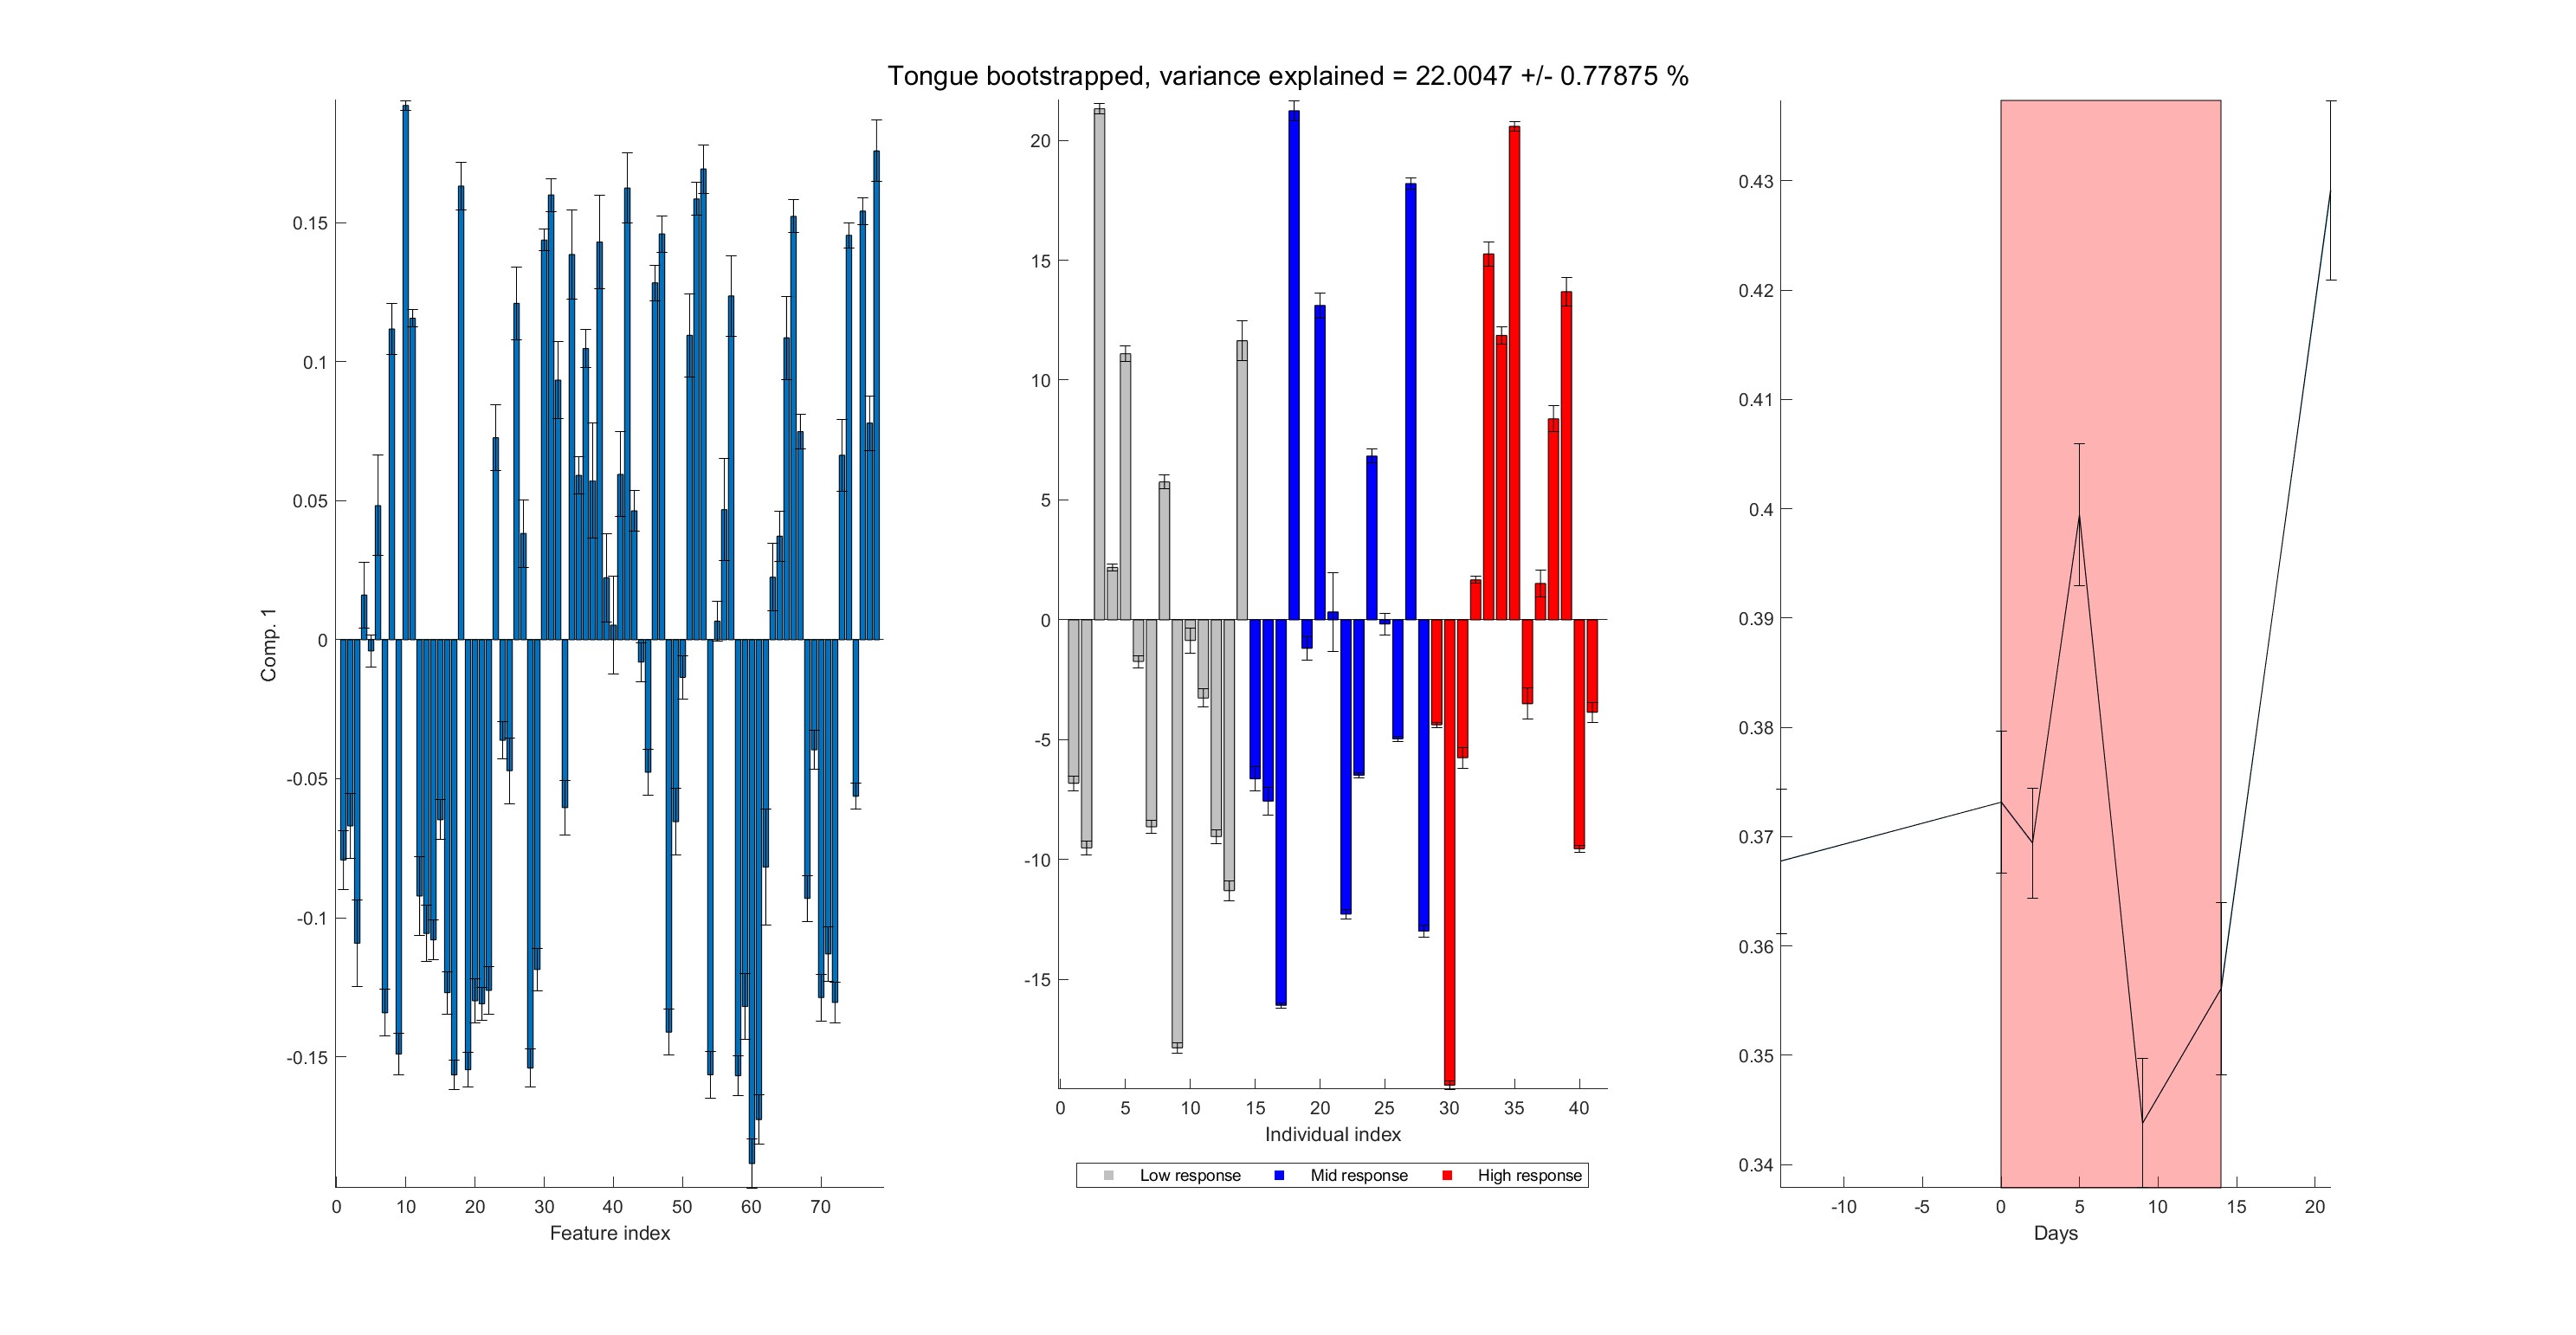 Tongue bootstrapped, variance explained = 22.0047 +/- 0.77875 %
Comp. 1
0.15
0.1
0.05
0
-0.05
-0.1
-0.15
0 10 20 30 40 50 60 70
Feature index
20
15
10
5
0
-5
-10
-15
0 5 10 15 20 25 30 35 40
Individual index
Low response Mid response High response
0.43
0.42
0.41
0.4
0.39
0.38
0.37
0.36
0.35
0.34
-10 -5 0 5 10 15 20
Days